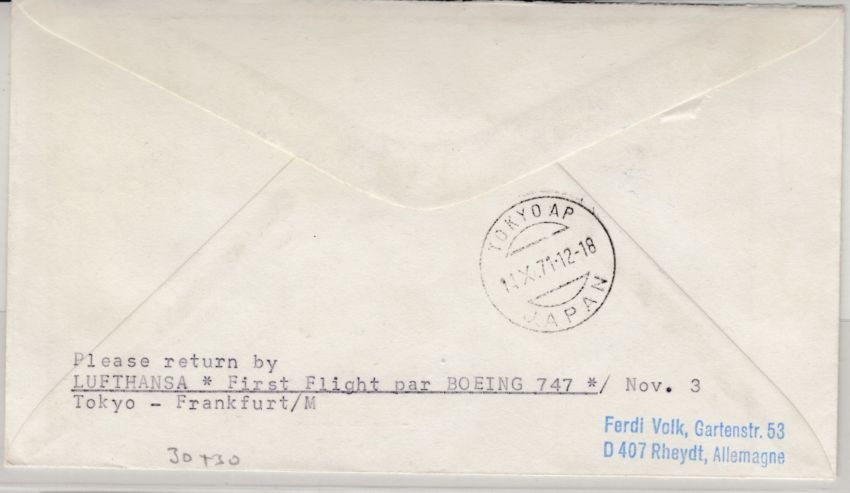 TOKYO AP
14.X.71.12-18
JAPAN
Please return by
LUFTHANSA * First Flight par BOEING 747 */ Nov. 3
Tokyo - Frankfurt/M
Ferdi Volk, Gartenstr. 53
D 407 Rheydt, Allemagne
30+30